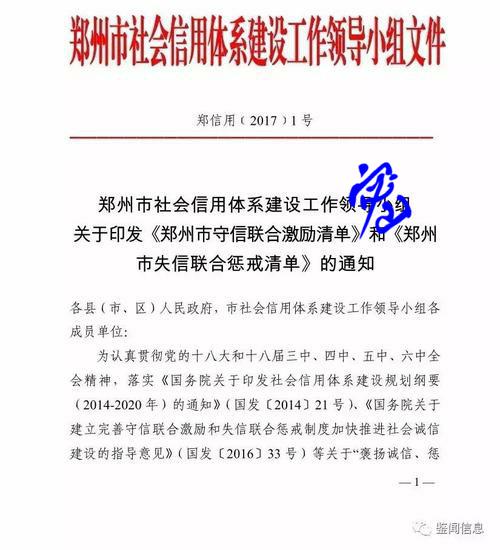 郑州市社会信用体系建设工作领导小组文件
郑信用〔2017〕1号
郑州市社会信用体系建设工作领导小组
关于印发《郑州市守信联合激励清单》和《郑州
市失信联合惩戒清单》的通知
各县（市、区）人民政府，市社会信用体系建设工作领导小组各
成员单位：
为认真贯彻党的十八大和十八届三中、四中、五中、六中全
会精神，落实《国务院关于印发社会信用体系建设规划纲要
（2014-2020年）的通知》（国发〔2014〕21号）、《国务院关于
建立完善守信联合激励和失信联合惩戒制度加快推进社会诚信
建设的指导意见》（国发〔2016〕33号）等关于“褒扬诚信、惩
— 1 —
鉴闻信息